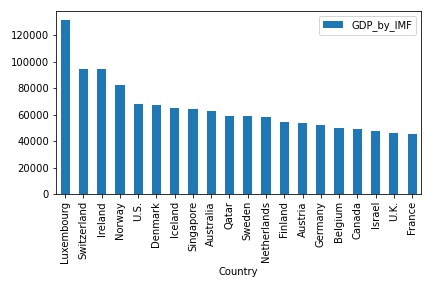 GDP_by_IMF
120000
100000
80000
60000
40000
20000
0
Luxembourg
Switzerland
Ireland
Norway
U.S.
Denmark
Iceland
Singapore
Australia
Qatar
Sweden
Netherlands
Finland
Austria
Germany
Belgium
Canada
Israel
U.K.
France
Country